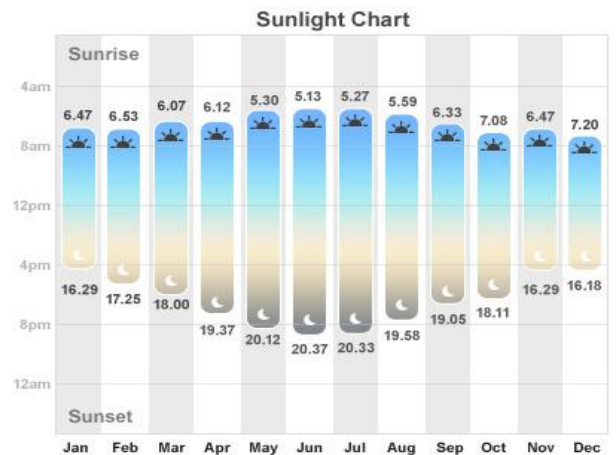 Sunlight Chart
Sunrise
4am
8am
12pm
4pm
8pm
12am
6.47 6.53 6.07 6.12 5.30 5.13 5.27 5.59 6.33 7.08 6.47 7.20
16.29 17.25 18.00 19.37 20.12 20.37 20.33 19.58 19.05 18.11 16.29 16.18
Sunset
Jan Feb Mar Apr May Jun Jul Aug Sep Oct Nov Dec